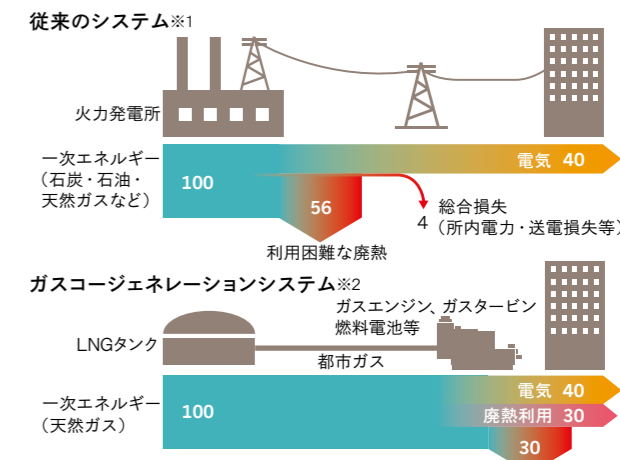 従来のシステム※1
火力発電所
一次エネルギー
（石炭・石油・
天然ガスなど）
100
電気 40
56
4
総合損失
（所内電力・送電損失等）
利用困難な廃熱
ガスコージェネレーションシステム※2
ガスエンジン、ガスタービン
燃料電池等
LNGタンク
都市ガス
一次エネルギー
（天然ガス）
100
電気 40
廃熱利用 30
30